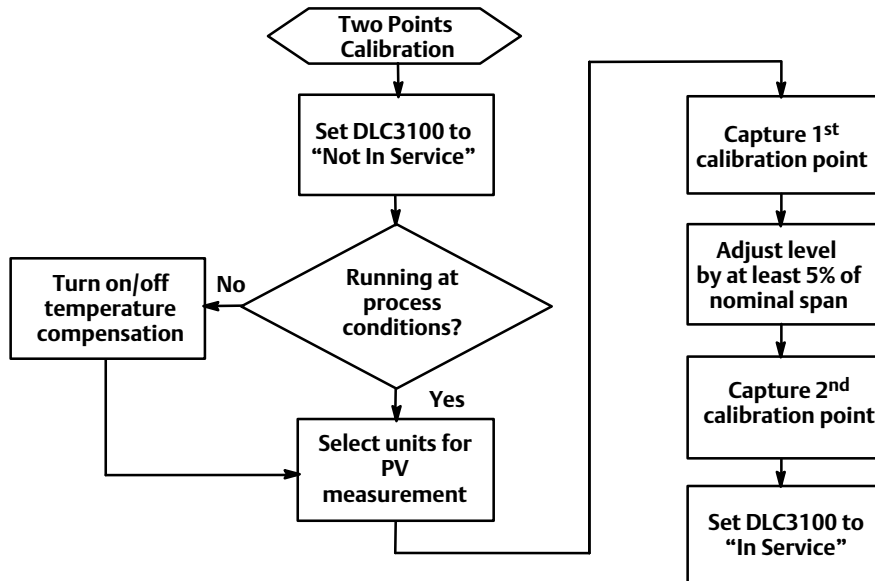 Two Points
Calibration
Set DLC3100 to
“Not In Service”
Running at
process
conditions?
No
Turn on/off
temperature
compensation
Yes
Select units for
PV
measurement
Capture 1st
calibration point
Adjust level
by at least 5% of
nominal span
Capture 2nd
calibration point
Set DLC3100 to
“In Service”